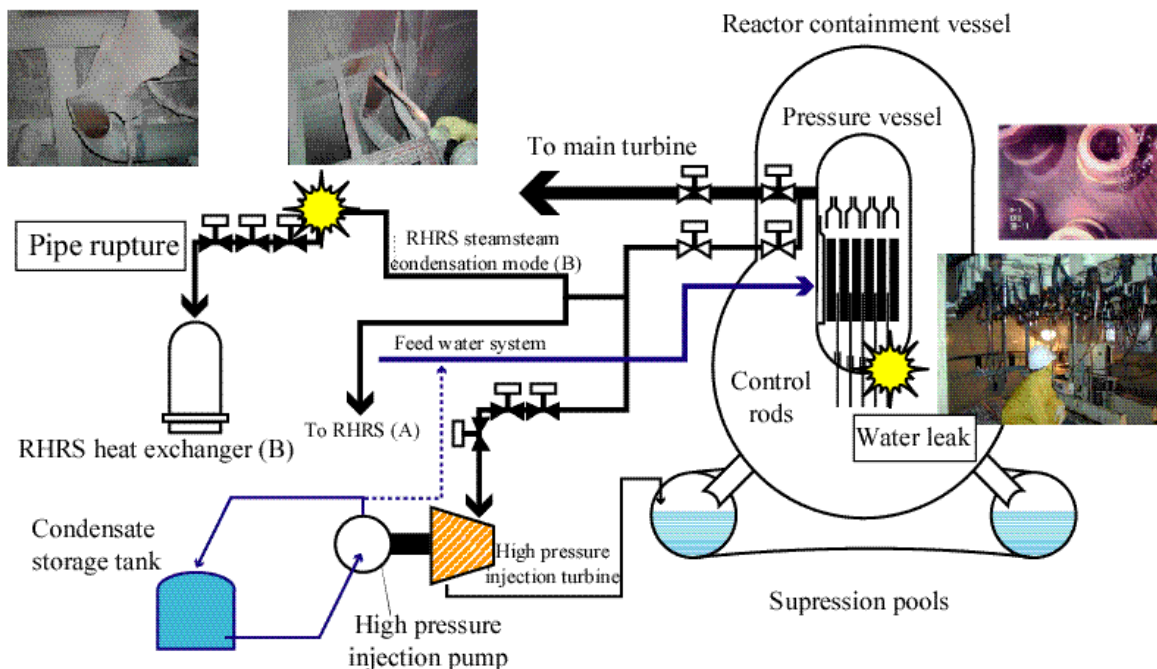 Reactor containment vessel
Pressure vessel
To main turbine
Pipe rupture
RHRS steamsteam
condensation mode (B)
Feed water system
Control
rods
Water leak
To RHRS (A)
RHRS heat exchanger (B)
Condensate
storage tank
High pressure
injection turbine
High pressure
injection pump
Supression pools